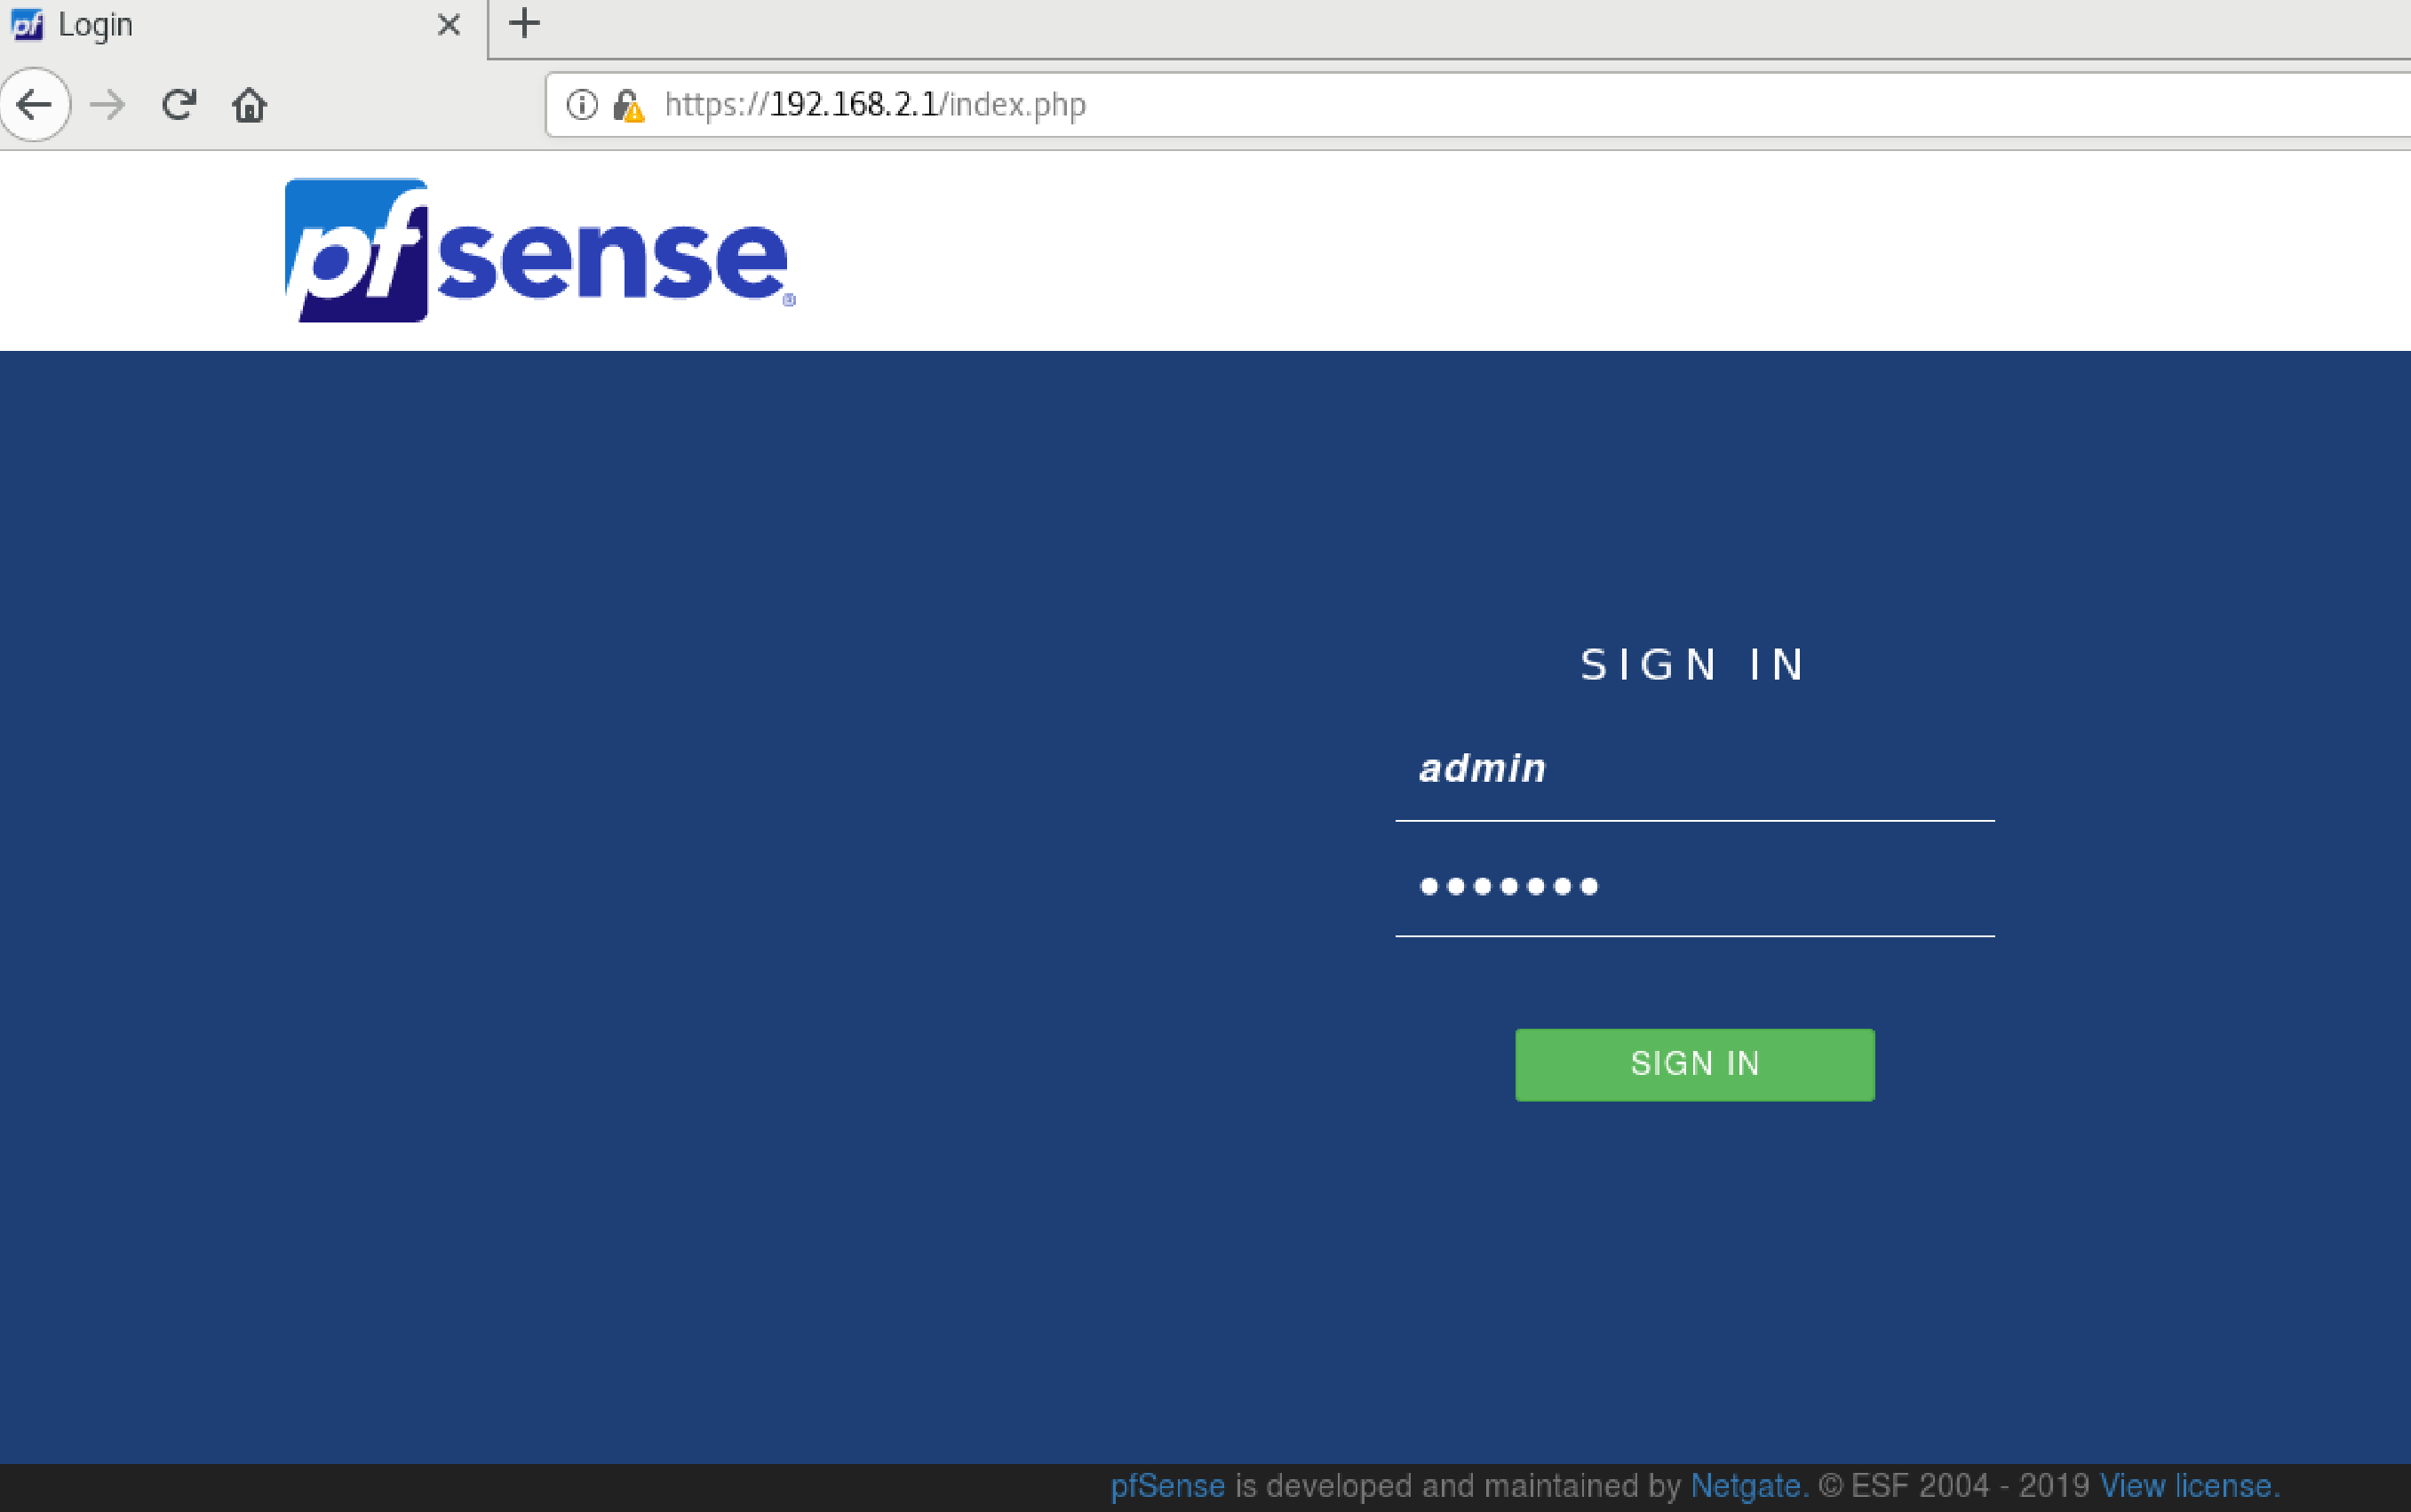 Login
https://192.168.2.1/index.php
pfsense
SIGN IN
admin
•••••••
SIGN IN
pfSense is developed and maintained by Netgate. © ESF 2004 - 2019 View license.